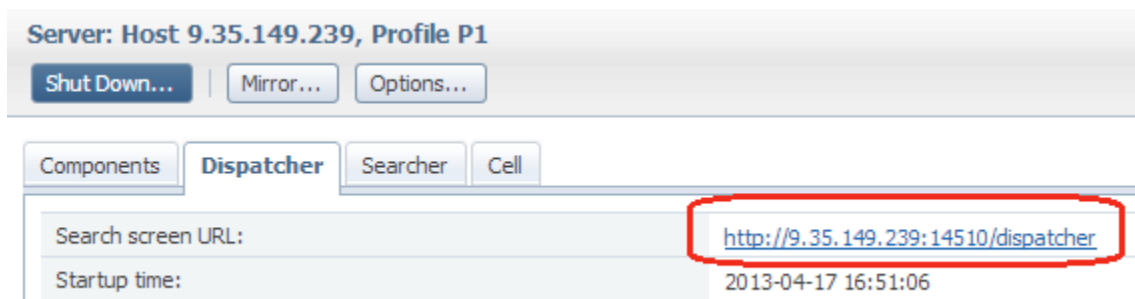 Server: Host 9.35.149.239, Profile P1
Shut Down... Mirror... Options...
Components Dispatcher Searcher Cell
Search screen URL: http://9.35.149.239:14510/dispatcher
Startup time: 2013-04-17 16:51:06